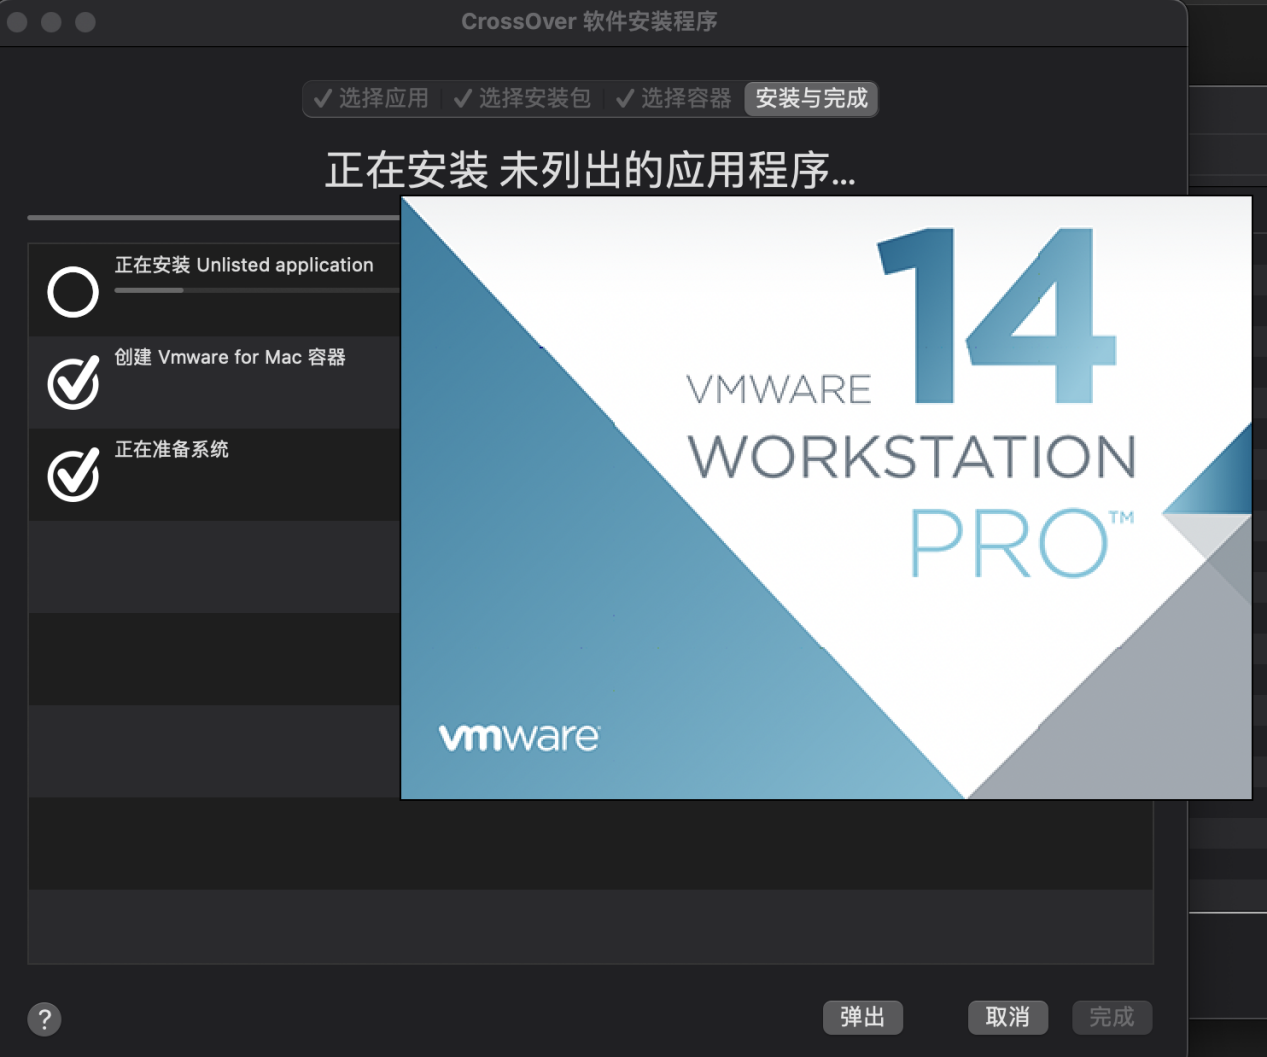 CrossOver 软件安装程序
选择应用 选择安装包 选择容器 安装与完成
正在安装 未列出的应用程序...
正在安装 Unlisted application
创建 Vmware for Mac 容器
正在准备系统
14
VMWARE
WORKSTATION
PRO™
vmware
?
弹出 取消 完成